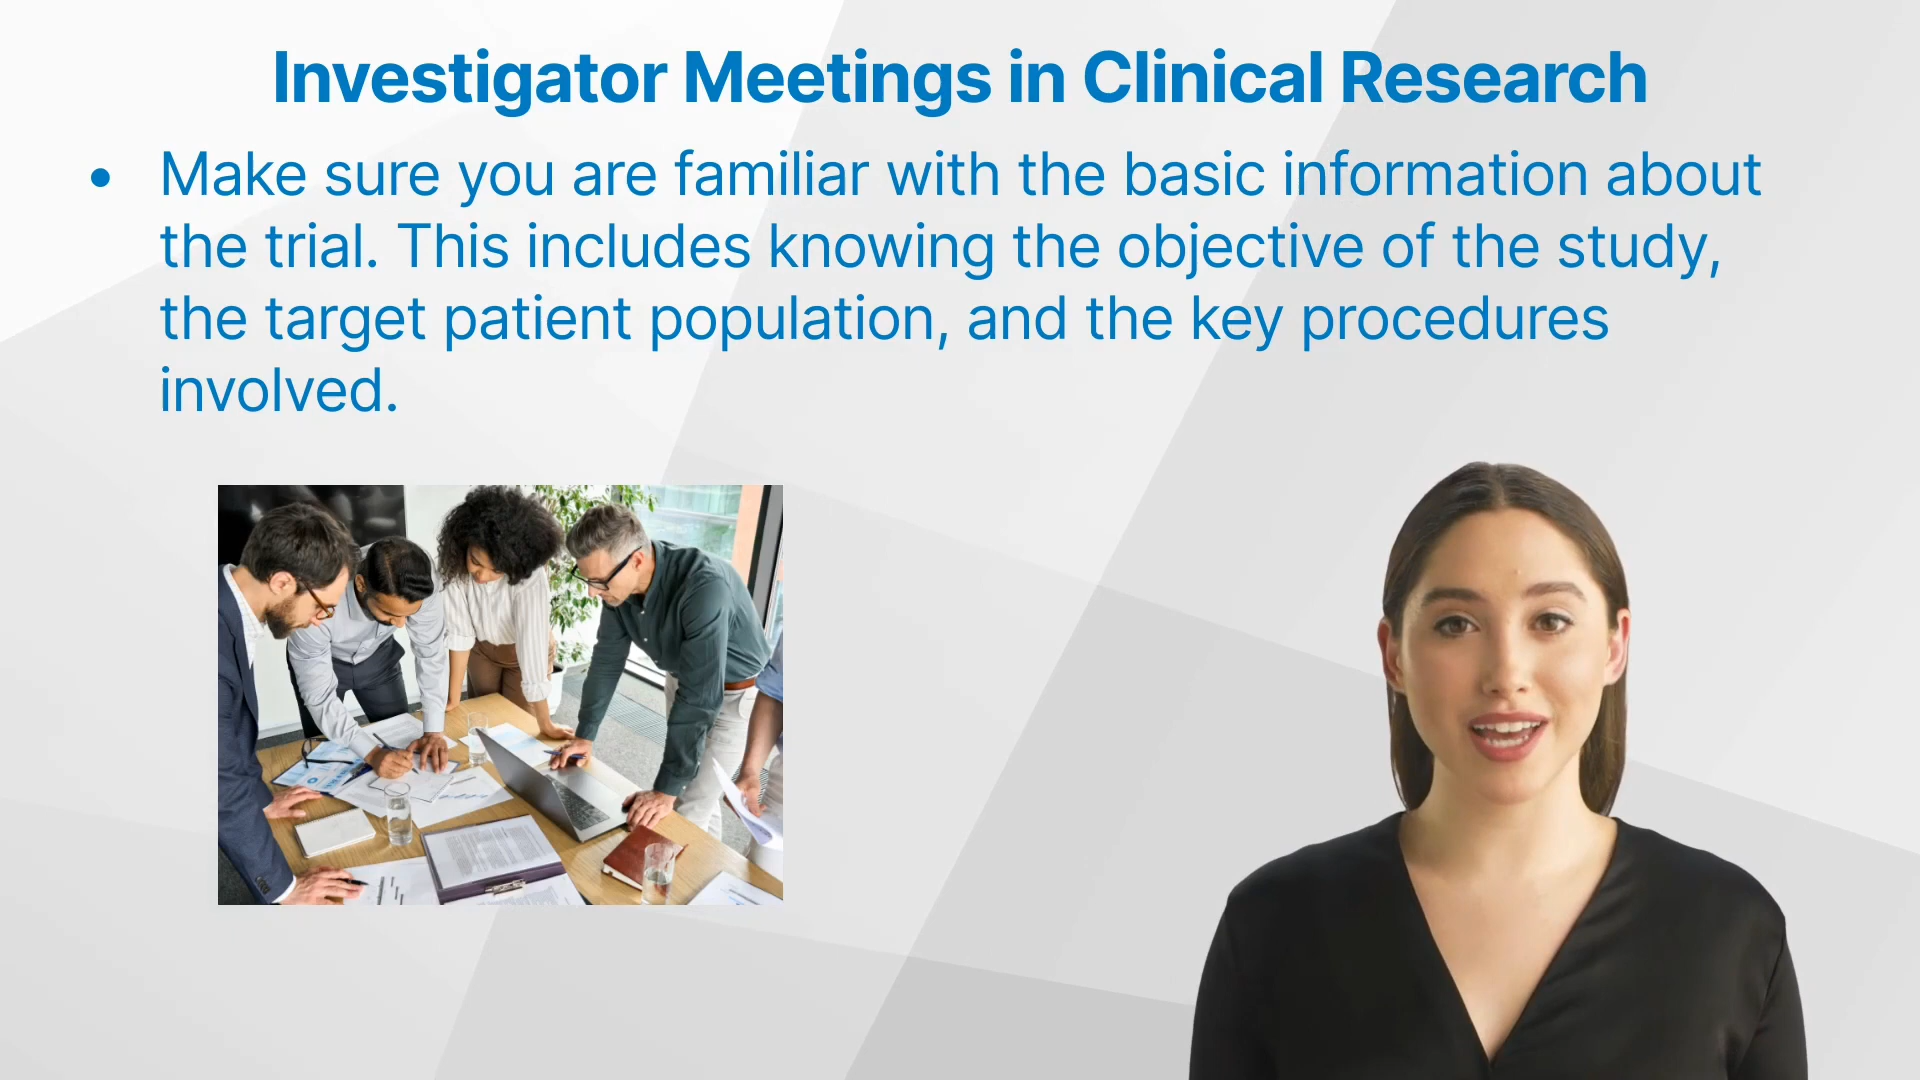 Investigator Meetings in Clinical Research
• Make sure you are familiar with the basic information about
the trial. This includes knowing the objective of the study,
the target patient population, and the key procedures
involved.